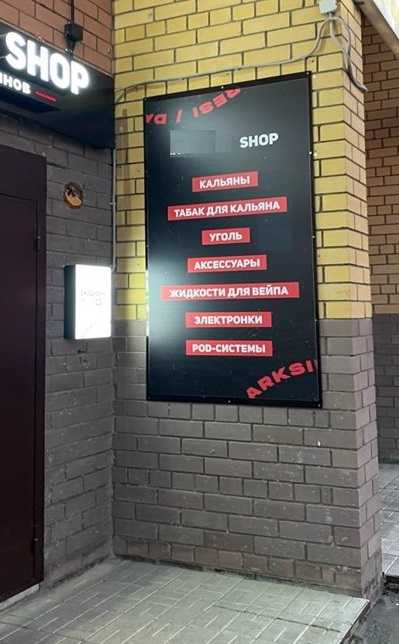 SHOP
НОВ
SHOP
КАЛЬЯНЫ
ТАБАК ДЛЯ КАЛЬЯНА
УГОЛЬ
АКСЕССУАРЫ
ЖИДКОСТИ ДЛЯ ВЕЙПА
ЭЛЕКТРОНКИ
POD-СИСТЕМЫ
ARKSI